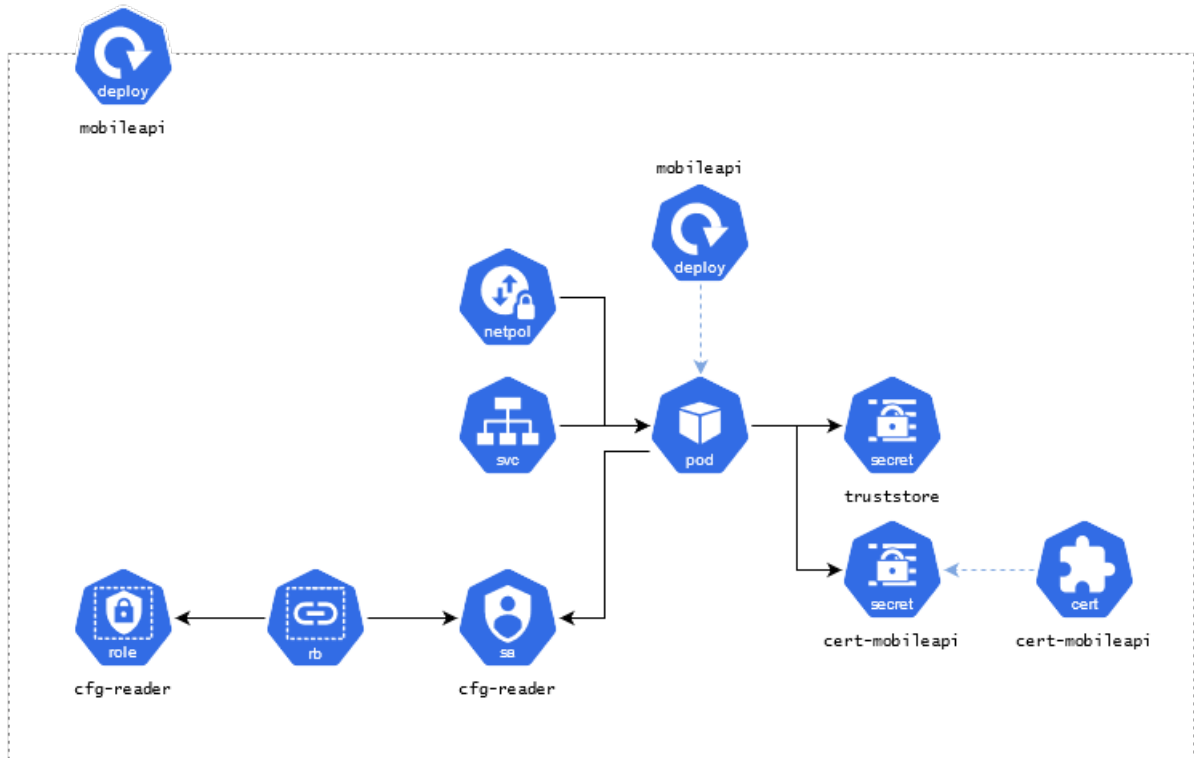 deploy
mobileapi
mobileapi
deploy
netpol
svc
pod
secret
truststore
secret
cert-mobileapi
cert
cert-mobileapi
role
cfg-reader
rb
sa
cfg-reader